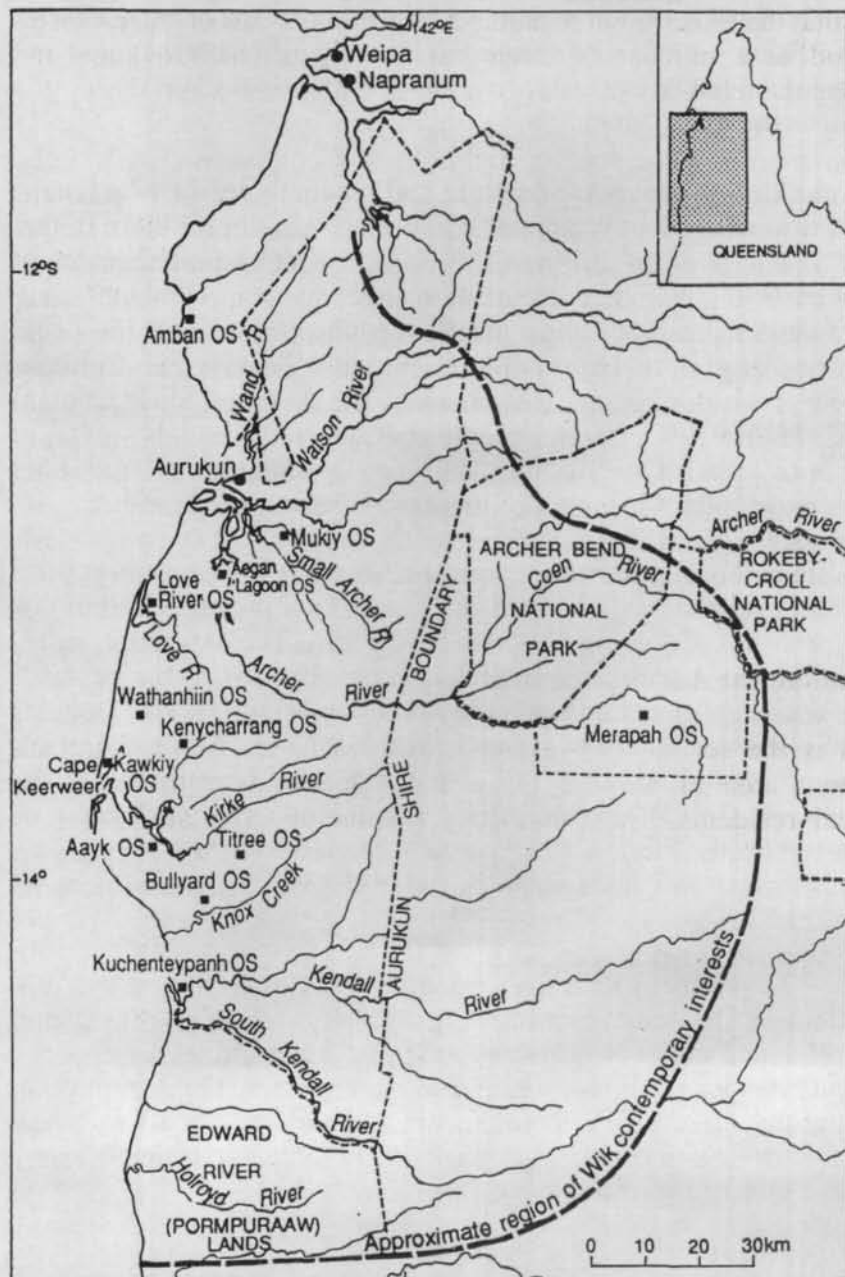 142°E
Weipa
Napranum
QUEENSLAND
12°S
Amban OS
Ward R
Watson River
Aurukun
Mukiy OS
Aegan
Lagoon OS
Small Archer R
Love
River OS
Love R
Archer River
ARCHER BEND
NATIONAL
PARK
Coen River
Archer River
ROKEBY-
CROLL
NATIONAL
PARK
Wathanhiin OS
Kenycharrang OS
Merapah OS
Cape
Keerweer
Kawkiy
OS
Kirke River
Aayk OS
Titree OS
14°
Bullyard OS
Knox Creek
AURUKUN SHIRE BOUNDARY
Kuchenteypanh OS
Kendall River
South Kendall River
EDWARD
RIVER
Holroyd River
(PORMPURAAW)
LANDS
Approximate region of Wik contemporary interests
0 10 20 30km